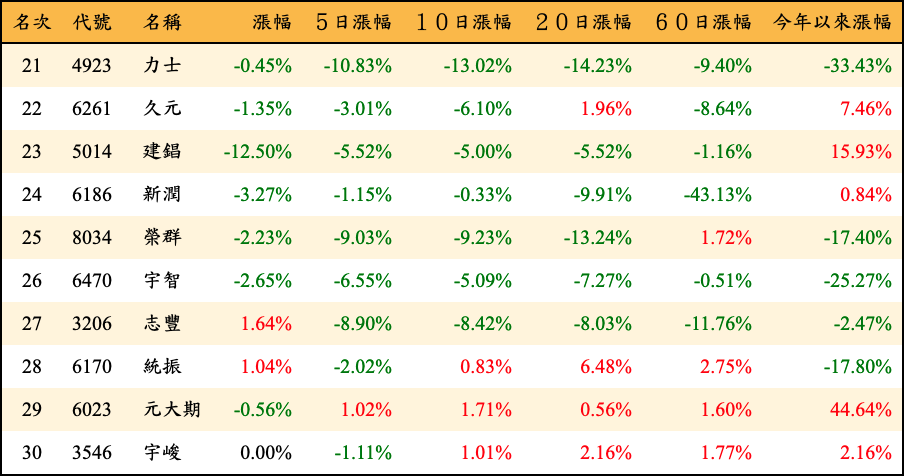 名次 代號 名稱 漲幅 5日漲幅 10日漲幅 20日漲幅 60日漲幅 今年以來漲幅
21 4923 力士 -0.45% -10.83% -13.02% -14.23% -9.40% -33.43%
22 6261 久元 -1.35% -3.01% -6.10% 1.96% -8.64% 7.46%
23 5014 建錩 -12.50% -5.52% -5.00% -5.52% -1.16% 15.93%
24 6186 新潤 -3.27% -1.15% -0.33% -9.91% -43.13% 0.84%
25 8034 榮群 -2.23% -9.03% -9.23% -13.24% 1.72% -17.40%
26 6470 宇智 -2.65% -6.55% -5.09% -7.27% -0.51% -25.27%
27 3206 志豐 1.64% -8.90% -8.42% -8.03% -11.76% -2.47%
28 6170 統振 1.04% -2.02% 0.83% 6.48% 2.75% -17.80%
29 6023 元大期 -0.56% 1.02% 1.71% 0.56% 1.60% 44.64%
30 3546 宇峻 0.00% -1.11% 1.01% 2.16% 1.77% 2.16%